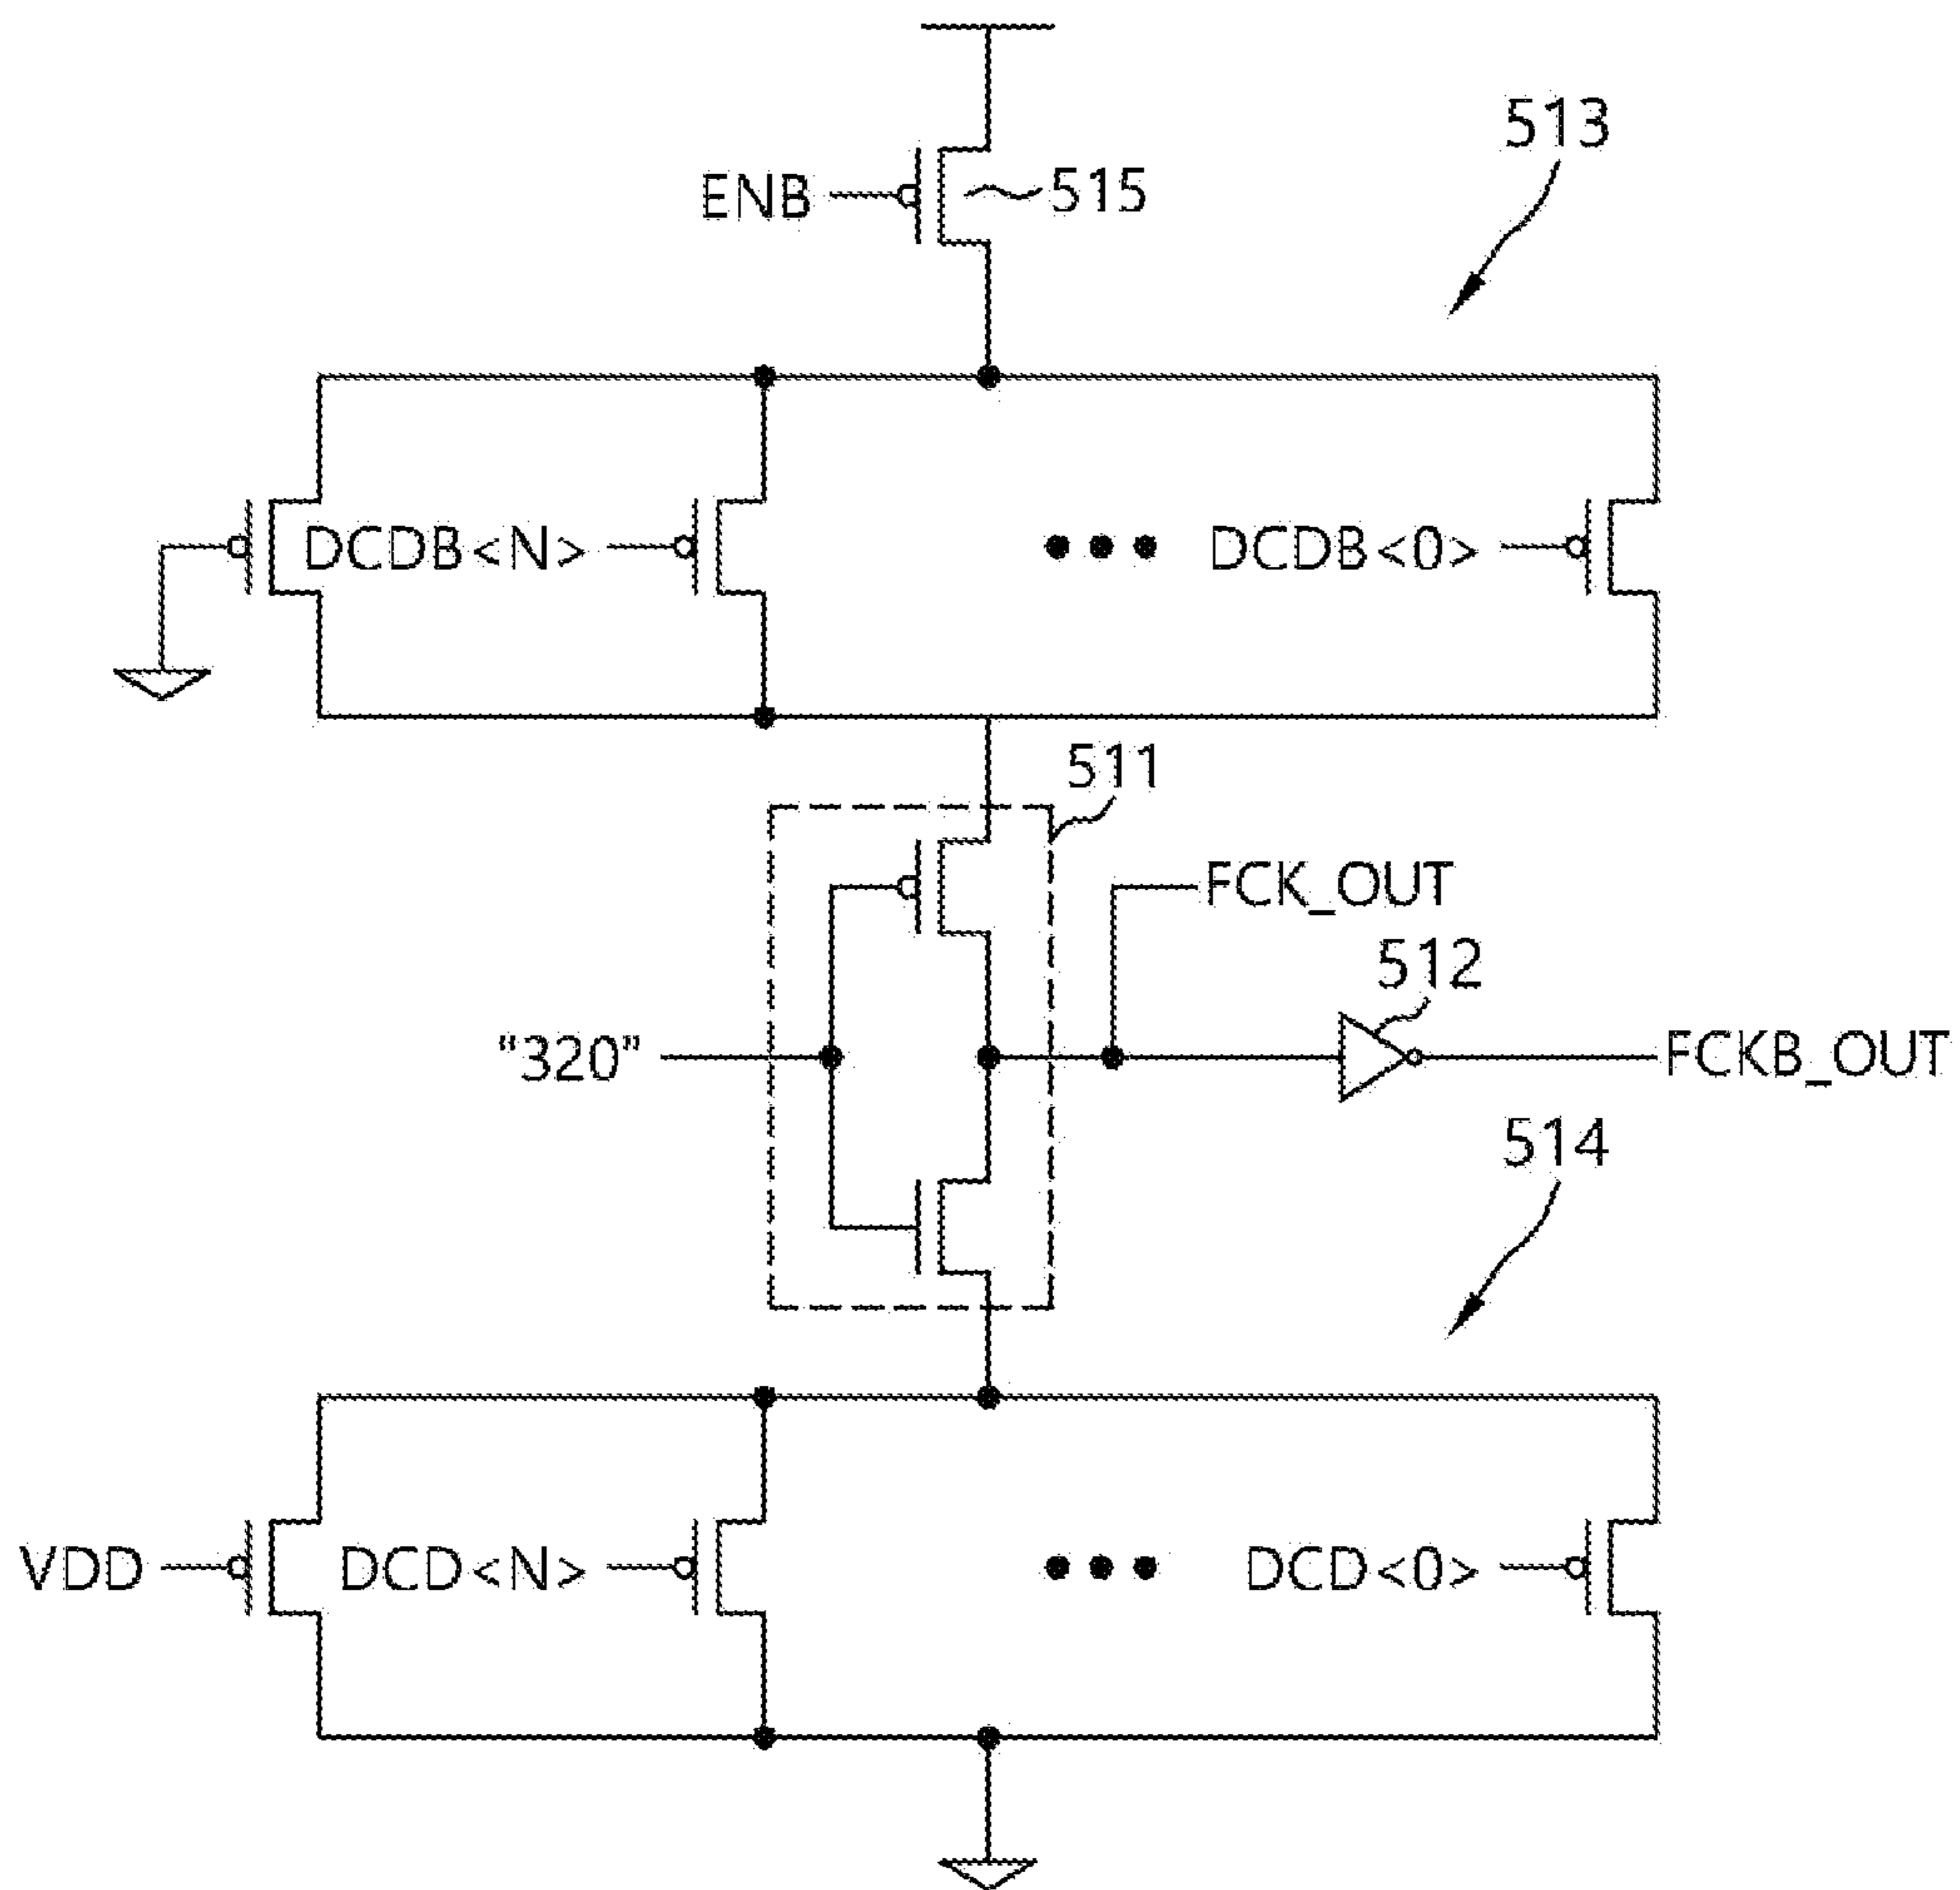 513
ENB
515
DCDB<N>
DCDB<0>
511
FCK_OUT
512
"320"
FCKB_OUT
514
VDD
DCD<N>
DCD<0>